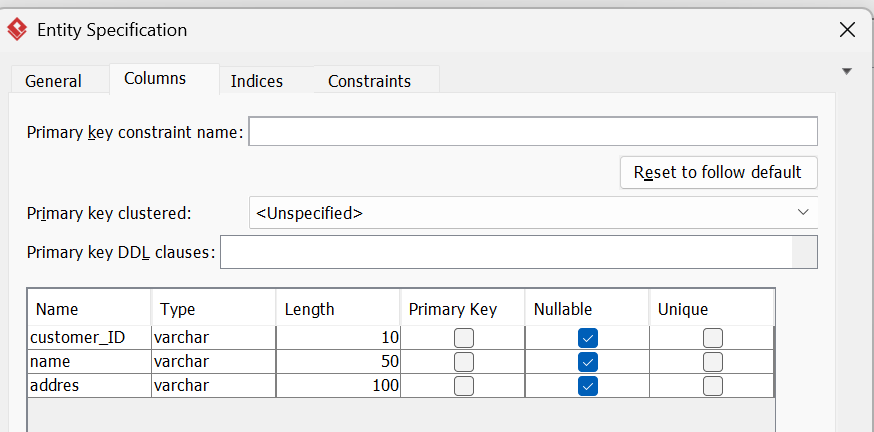 Entity Specification
General Columns Indices Constraints
Primary key constraint name:
Reset to follow default
Primary key clustered: <Unspecified>
Primary key DDL clauses:
Name Type Length Primary Key Nullable Unique
customer_ID varchar 10
name varchar 50
addres varchar 100